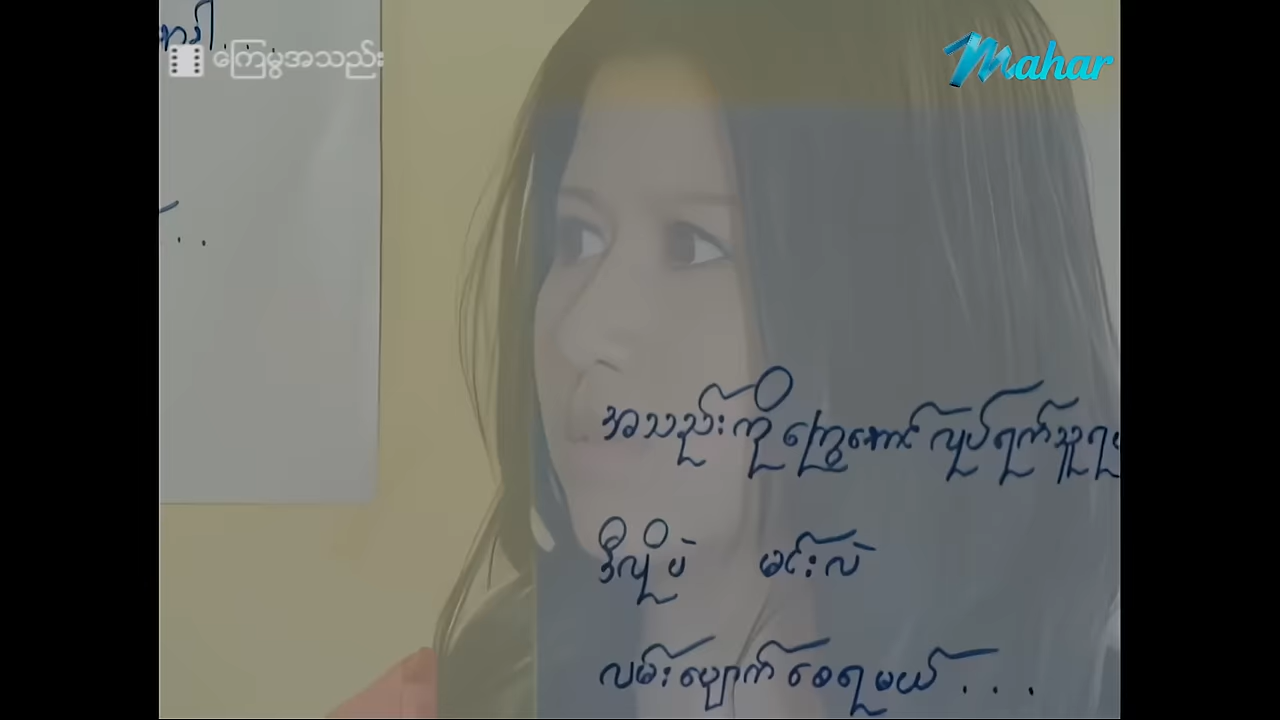 ကြေမွအသည်း
Mahar
အသည်းကို ကြွေအောင် လုပ်ရက်သူရယ်
ဒီလိုပဲ မင်းလဲ
လမ်းပျောက်စေရမယ် . . .